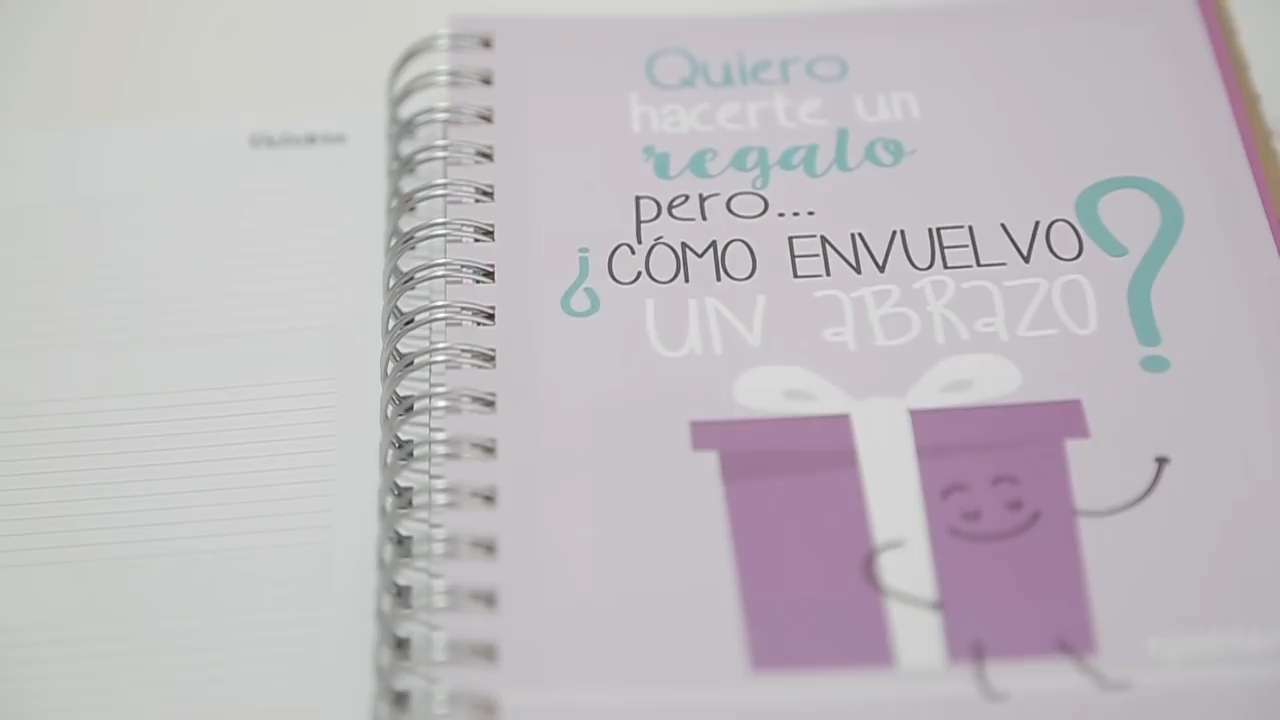 Quiero
hacerte un
regalo
pero...
¿CÓMO ENVUELVO
UN ABRAZO?